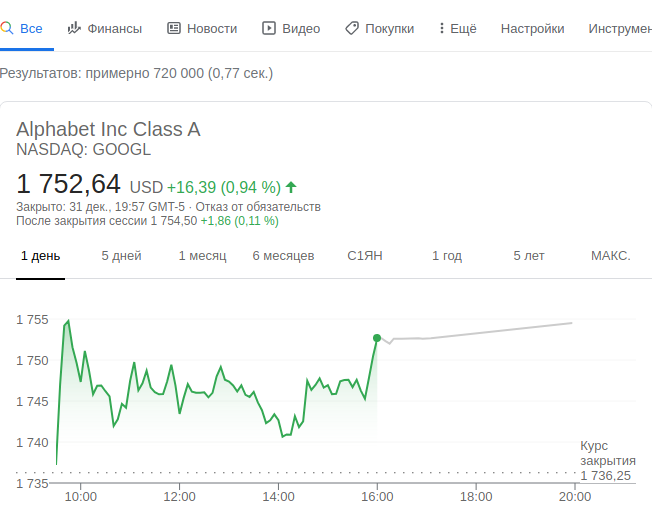 Все Финансы Новости Видео Покупки Ещё Настройки Инструмен
Результатов: примерно 720 000 (0,77 сек.)
Alphabet Inc Class A
NASDAQ: GOOGL
1 752,64 USD +16,39 (0,94 %)
Закрыто: 31 дек., 19:57 GMT-5 · Отказ от обязательств
После закрытия сессии 1 754,50 +1,86 (0,11 %)
1 день 5 дней 1 месяц 6 месяцев С1ЯН 1 год 5 лет МАКС.
1 755
1 750
1 745
1 740
Курс
закрытия
1 736,25
1 735
10:00 12:00 14:00 16:00 18:00 20:00